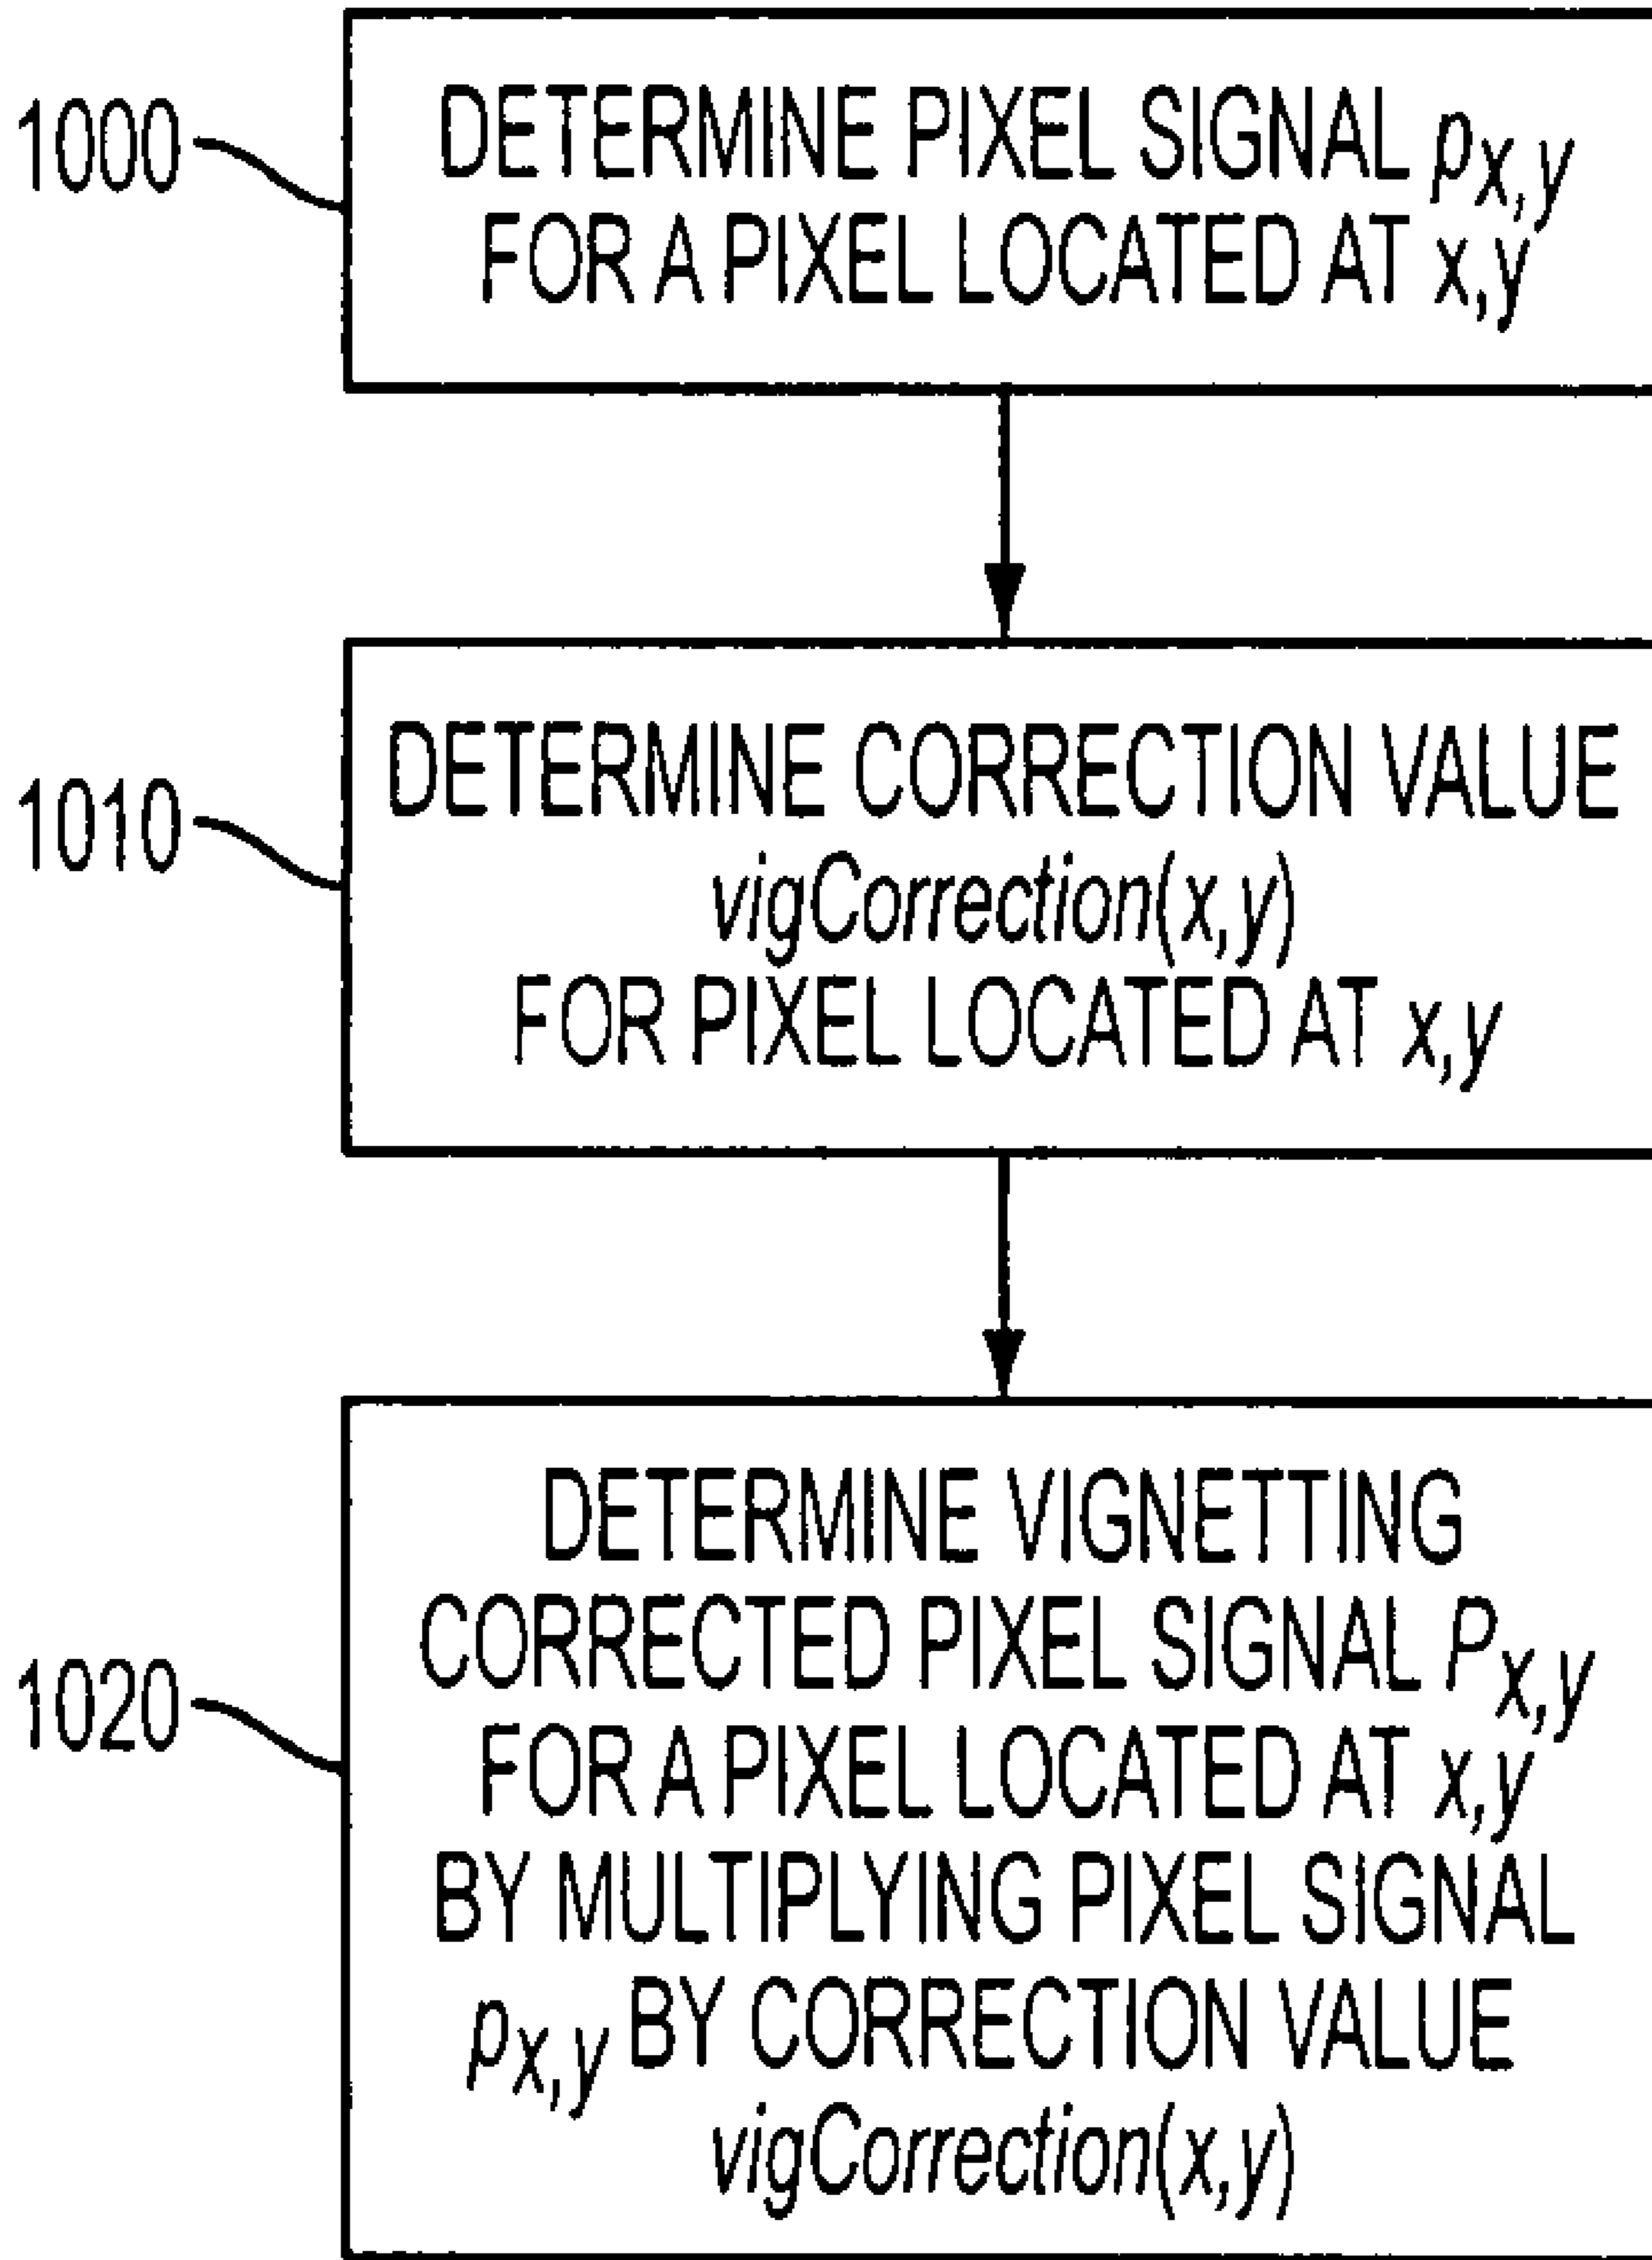 1000
DETERMINE PIXEL SIGNAL px,y
FOR A PIXEL LOCATED AT x,y
1010
DETERMINE CORRECTION VALUE
vigCorrection(x,y)
FOR PIXEL LOCATED AT x,y
1020
DETERMINE VIGNETTING
CORRECTED PIXEL SIGNAL Px,y
FOR A PIXEL LOCATED AT x,y
BY MULTIPLYING PIXEL SIGNAL
px,y BY CORRECTION VALUE
vigCorrection(x,y)